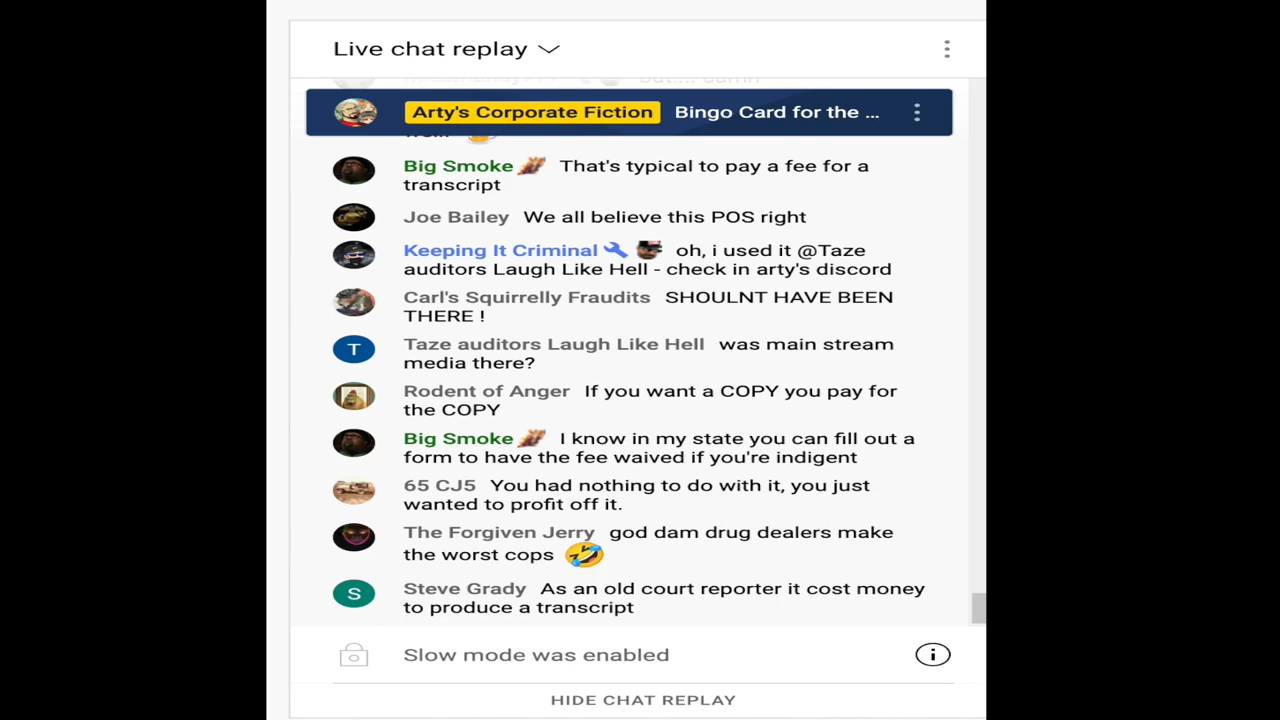 Live chat replay
but.... damn
Arty's Corporate Fiction Bingo Card for the ...
Big Smoke That's typical to pay a fee for a
transcript
Joe Bailey We all believe this POS right
Keeping It Criminal oh, i used it @Taze
auditors Laugh Like Hell - check in arty's discord
Carl's Squirrelly Fraudits SHOULNT HAVE BEEN
THERE !
T
Taze auditors Laugh Like Hell was main stream
media there?
Rodent of Anger If you want a COPY you pay for
the COPY
Big Smoke I know in my state you can fill out a
form to have the fee waived if you're indigent
65 CJ5 You had nothing to do with it, you just
wanted to profit off it.
The Forgiven Jerry god dam drug dealers make
the worst cops
S
Steve Grady As an old court reporter it cost money
to produce a transcript
Slow mode was enabled
HIDE CHAT REPLAY